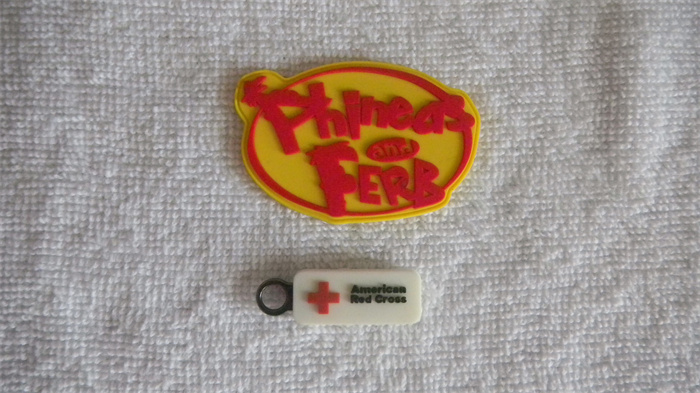 Phineas
and
FERB
American
Red Cross